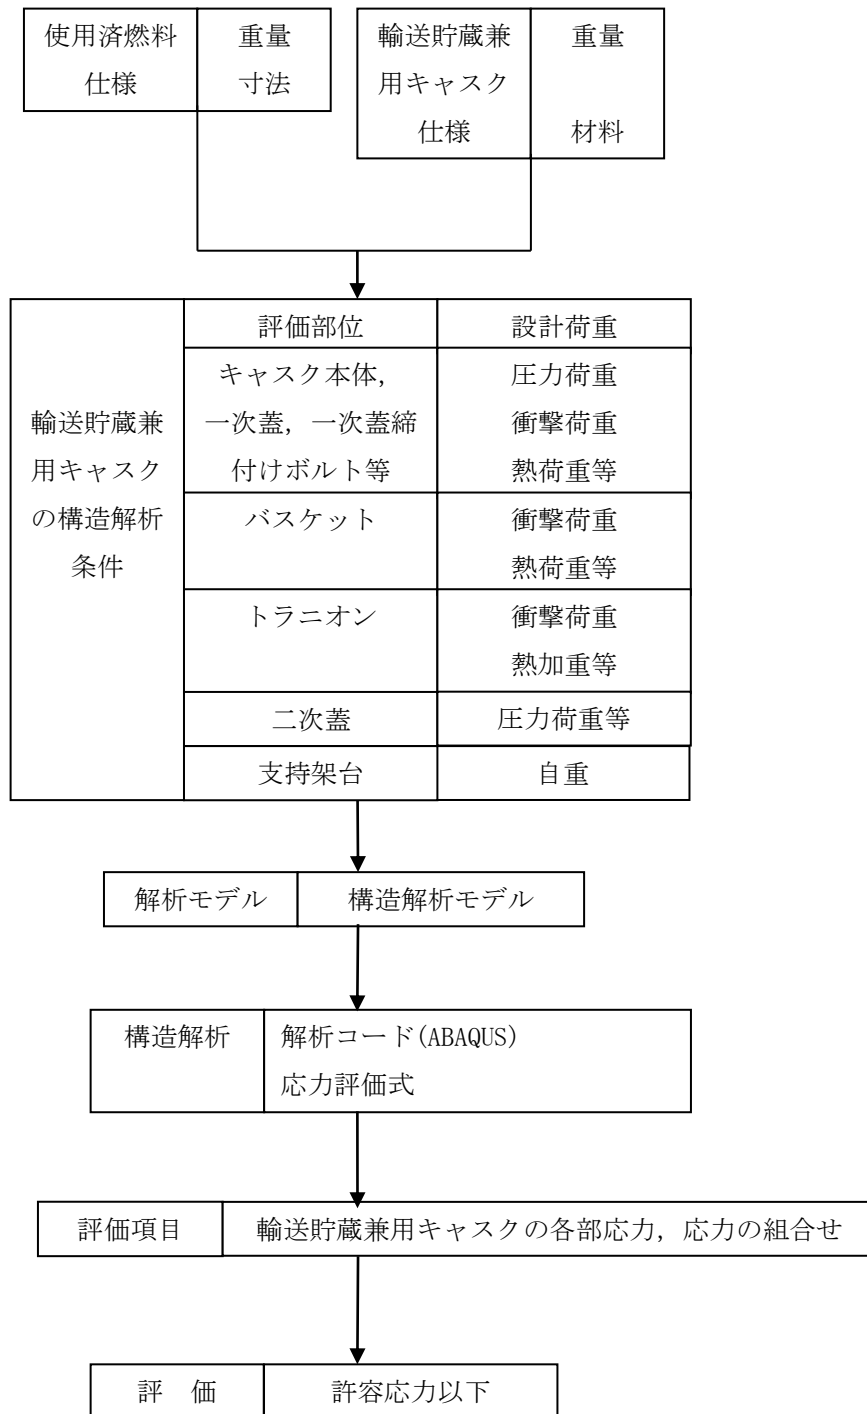 使用済燃料
仕様
重量
寸法
輸送貯蔵兼
用キャスク
仕様
重量
材料
輸送貯蔵兼
用キャスク
の構造解析
条件
評価部位
設計荷重
キャスク本体,
一次蓋, 一次蓋締
付けボルト等
圧力荷重
衝撃荷重
熱荷重等
バスケット
衝撃荷重
熱荷重等
トラニオン
衝撃荷重
熱加重等
二次蓋
圧力荷重等
支持架台
自重
解析モデル
構造解析モデル
構造解析
解析コード(ABAQUS)
応力評価式
評価項目
輸送貯蔵兼用キャスクの各部応力, 応力の組合せ
評　価
許容応力以下